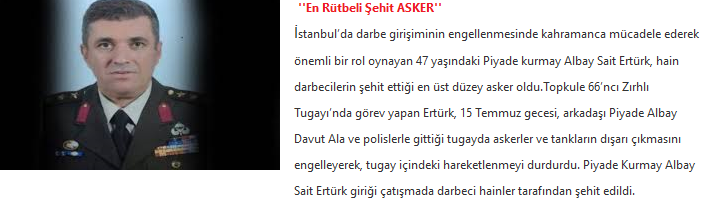 ''En Rütbeli Şehit ASKER''
İstanbul'da darbe girişiminin engellenmesinde kahramanca mücadele ederek
önemli bir rol oynayan 47 yaşındaki Piyade kurmay Albay Sait Ertürk, hain
darbecilerin şehit ettiği en üst düzey asker oldu.Topkule 66'ncı Zırhlı
Tugayı'nda görev yapan Ertürk, 15 Temmuz gecesi, arkadaşı Piyade Albay
Davut Ala ve polislerle gittiği tugayda askerler ve tankların dışarı çıkmasını
engelleyerek, tugay içindeki hareketlenmeyi durdurdu. Piyade Kurmay Albay
Sait Ertürk giriği çatışmada darbeci hainler tarafından şehit edildi.